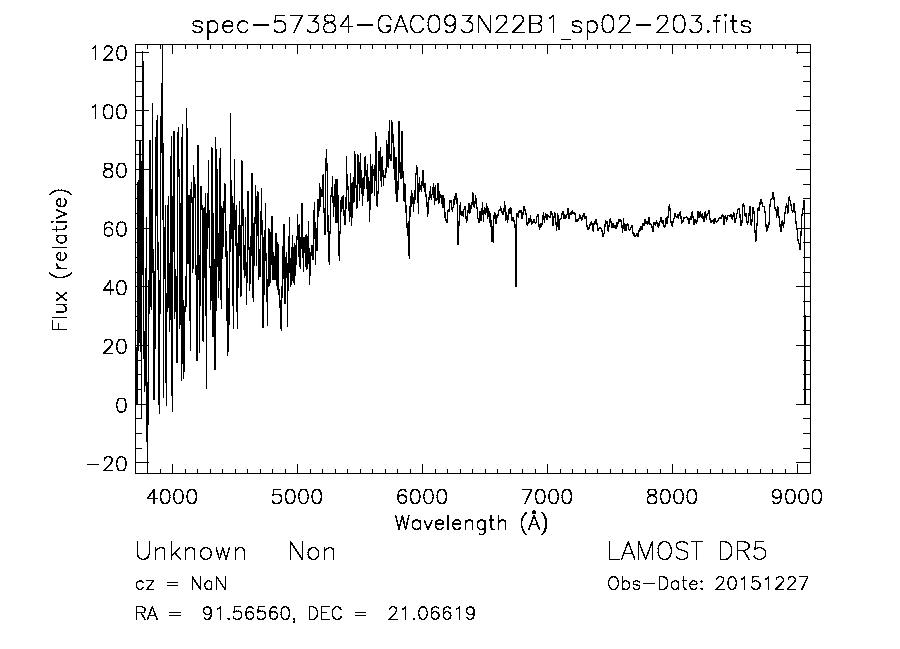 spec-57384-GAC093N22B1_sp02-203.fits
120
100
80
60
40
20
0
-20
Flux (relative)
4000 5000 6000 7000 8000 9000
Wavelength (Å)
Unknown Non LAMOST DR5
cz = NaN Obs-Date: 20151227
RA = 91.56560, DEC = 21.06619